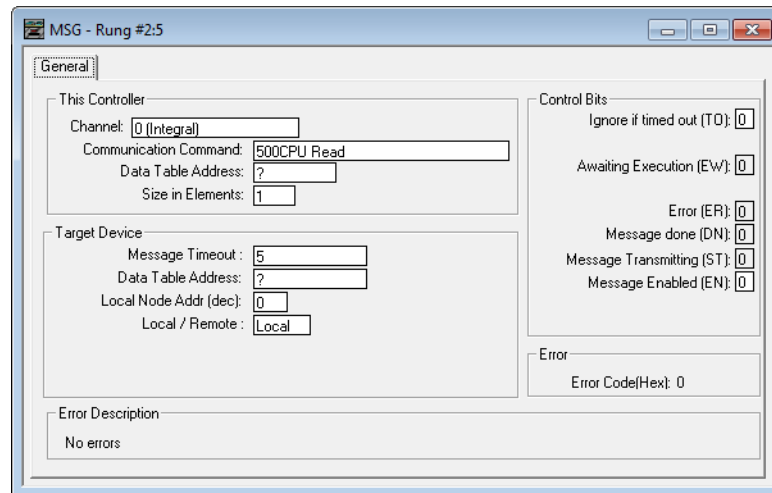 MSG - Rung #2:5
General
This Controller
Channel: 0 (Integral)
Communication Command: 500CPU Read
Data Table Address: ?
Size in Elements: 1
Target Device
Message Timeout : 5
Data Table Address: ?
Local Node Addr (dec): 0
Local / Remote : Local
Control Bits
Ignore if timed out (TO): 0
Awaiting Execution (EW): 0
Error (ER): 0
Message done (DN): 0
Message Transmitting (ST): 0
Message Enabled (EN): 0
Error
Error Code(Hex): 0
Error Description
No errors